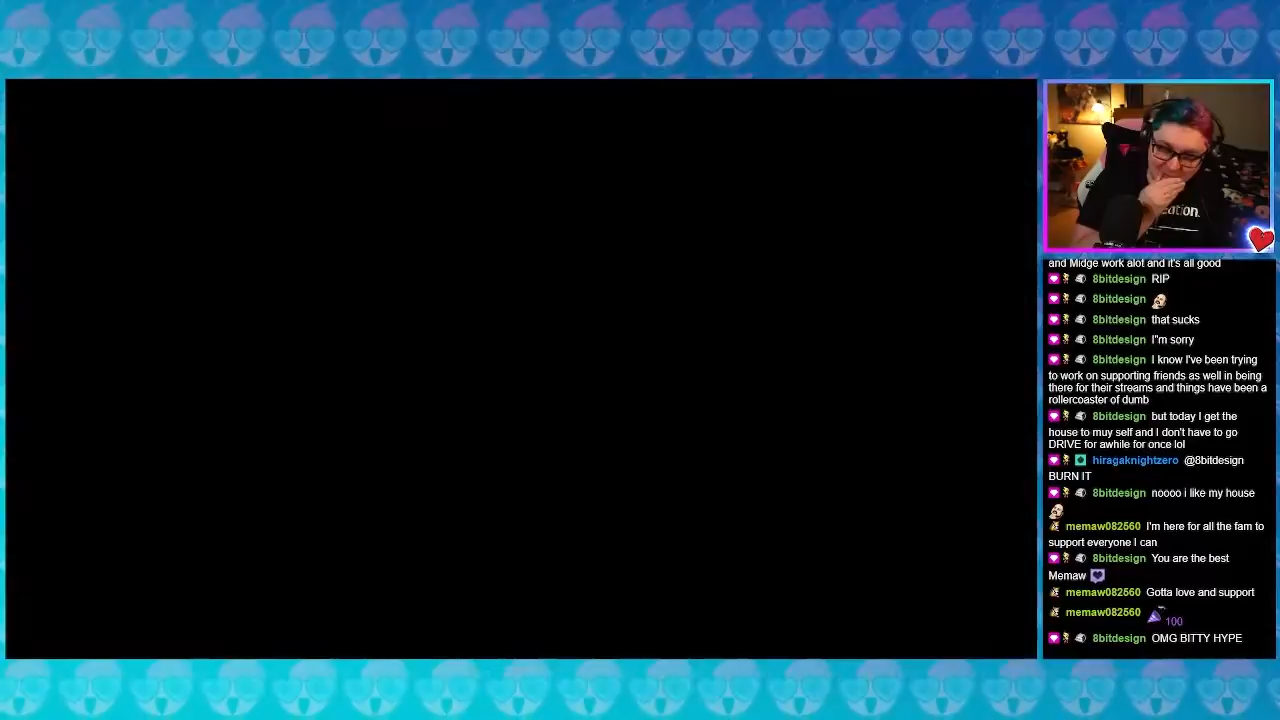 ation.
and Midge work alot and it's all good
8bitdesign RIP
8bitdesign
8bitdesign that sucks
8bitdesign I"m sorry
8bitdesign I know I've been trying
to work on supporting friends as well in being
there for their streams and things have been a
rollercoaster of dumb
8bitdesign but today I get the
house to muy self and I don't have to go
DRIVE for awhile for once lol
hiragaknightzero @8bitdesign
BURN IT
8bitdesign noooo i like my house
memaw082560 I'm here for all the fam to
support everyone I can
8bitdesign You are the best
Memaw
memaw082560 Gotta love and support
memaw082560 100
8bitdesign OMG BITTY HYPE